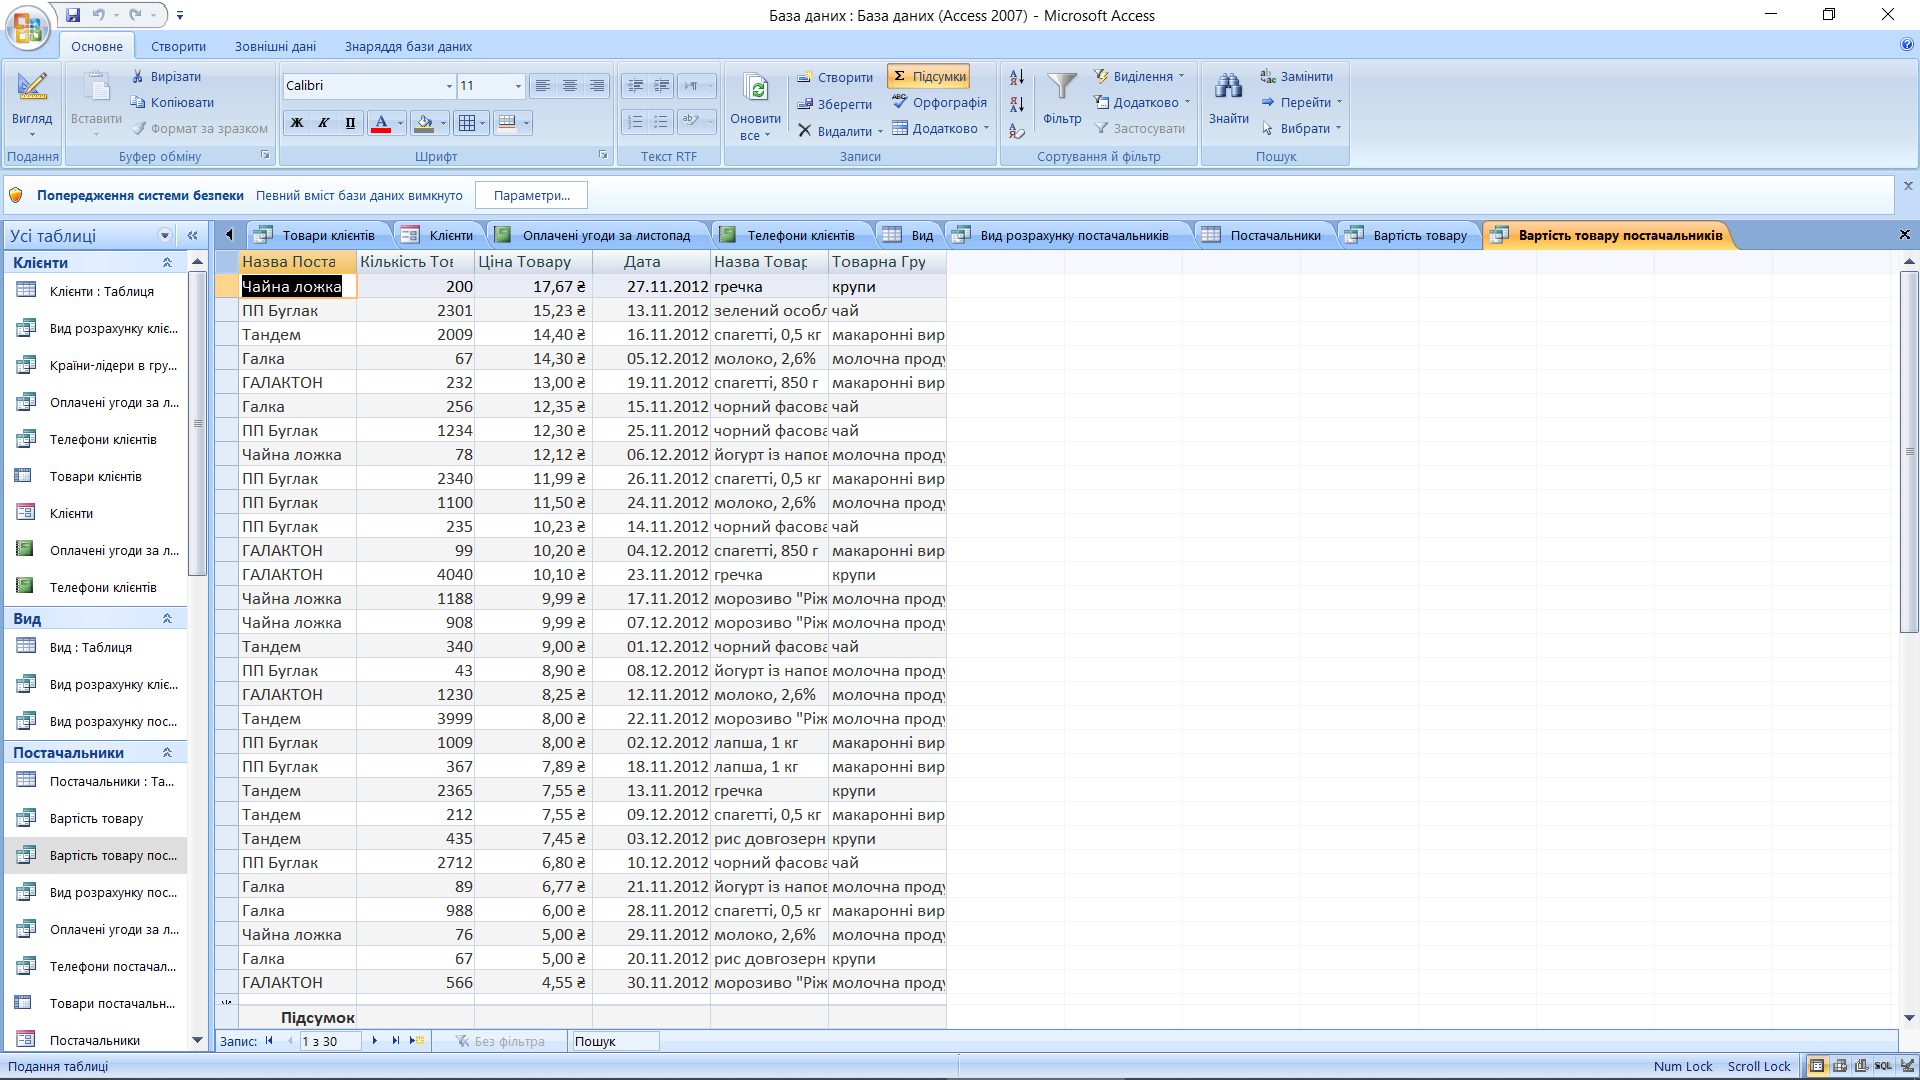 База даних : База даних (Access 2007) - Microsoft Access
Основне Створити Зовнішні дані Знаряддя бази даних
Вигляд
Подання
Вставити
Вирізати
Копіювати
Формат за зразком
Буфер обміну
Calibri 11
Ж К П А
Шрифт
Текст RTF
Оновити все
Створити
Зберегти
Видалити
Σ Підсумки
Орфографія
Додатково
Записи
Фільтр
Виділення
Додатково
Застосувати
Сортування й фільтр
Знайти
Замінити
Перейти
Вибрати
Пошук
Попередження системи безпеки Певний вміст бази даних вимкнуто Параметри...
Усі таблиці
Клієнти
Клієнти : Таблиця
Вид розрахунку кліє...
Країни-лідери в гру...
Оплачені угоди за л...
Телефони клієнтів
Товари клієнтів
Клієнти
Оплачені угоди за л...
Телефони клієнтів
Вид
Вид : Таблиця
Вид розрахунку кліє...
Вид розрахунку пос...
Постачальники
Постачальники : Та...
Вартість товару
Вартість товару пос...
Вид розрахунку пос...
Оплачені угоди за л...
Телефони постачал...
Товари постачальн...
Постачальники
Товари клієнтів Клієнти Оплачені угоди за листопад Телефони клієнтів Вид Вид розрахунку постачальників Постачальники Вартість товару Вартість товару постачальників
Назва Поста Кількість Тов Ціна Товару Дата Назва Товар Товарна Гру
Чайна ложка 200 17,67 ₴ 27.11.2012 гречка крупи
ПП Буглак 2301 15,23 ₴ 13.11.2012 зелений особл чай
Тандем 2009 14,40 ₴ 16.11.2012 спагетті, 0,5 кг макаронні вир
Галка 67 14,30 ₴ 05.12.2012 молоко, 2,6% молочна проду
ГАЛАКТОН 232 13,00 ₴ 19.11.2012 спагетті, 850 г макаронні вир
Галка 256 12,35 ₴ 15.11.2012 чорний фасова чай
ПП Буглак 1234 12,30 ₴ 25.11.2012 чорний фасова чай
Чайна ложка 78 12,12 ₴ 06.12.2012 йогурт із напов молочна проду
ПП Буглак 2340 11,99 ₴ 26.11.2012 спагетті, 0,5 кг макаронні вир
ПП Буглак 1100 11,50 ₴ 24.11.2012 молоко, 2,6% молочна проду
ПП Буглак 235 10,23 ₴ 14.11.2012 чорний фасова чай
ГАЛАКТОН 99 10,20 ₴ 04.12.2012 спагетті, 850 г макаронні вир
ГАЛАКТОН 4040 10,10 ₴ 23.11.2012 гречка крупи
Чайна ложка 1188 9,99 ₴ 17.11.2012 морозиво "Ріж молочна проду
Чайна ложка 908 9,99 ₴ 07.12.2012 морозиво "Ріж молочна проду
Тандем 340 9,00 ₴ 01.12.2012 чорний фасова чай
ПП Буглак 43 8,90 ₴ 08.12.2012 йогурт із напов молочна проду
ГАЛАКТОН 1230 8,25 ₴ 12.11.2012 молоко, 2,6% молочна проду
Тандем 3999 8,00 ₴ 22.11.2012 морозиво "Ріж молочна проду
ПП Буглак 1009 8,00 ₴ 02.12.2012 лапша, 1 кг макаронні вир
ПП Буглак 367 7,89 ₴ 18.11.2012 лапша, 1 кг макаронні вир
Тандем 2365 7,55 ₴ 13.11.2012 гречка крупи
Тандем 212 7,55 ₴ 09.12.2012 спагетті, 0,5 кг макаронні вир
Тандем 435 7,45 ₴ 03.12.2012 рис довгозерн крупи
ПП Буглак 2712 6,80 ₴ 10.12.2012 чорний фасова чай
Галка 89 6,77 ₴ 21.11.2012 йогурт із напов молочна проду
Галка 988 6,00 ₴ 28.11.2012 спагетті, 0,5 кг макаронні вир
Чайна ложка 76 5,00 ₴ 29.11.2012 молоко, 2,6% молочна проду
Галка 67 5,00 ₴ 20.11.2012 рис довгозерн крупи
ГАЛАКТОН 566 4,55 ₴ 30.11.2012 морозиво "Ріж молочна проду
Підсумок
Запис: 1 з 30 Без фільтра Пошук
Подання таблиці Num Lock Scroll Lock SQL